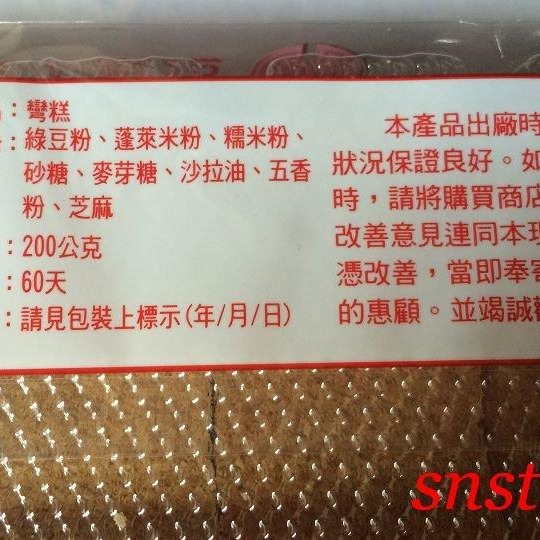 ：彎糕
：綠豆粉、蓬萊米粉、糯米粉、
砂糖、麥芽糖、沙拉油、五香
粉、芝麻
：200公克
：60天
：請見包裝上標示(年/月/日)
本產品出廠時
狀況保證良好。如
時，請將購買商店
改善意見連同本現
憑改善，當即奉寄
的惠顧。並竭誠歡
snst